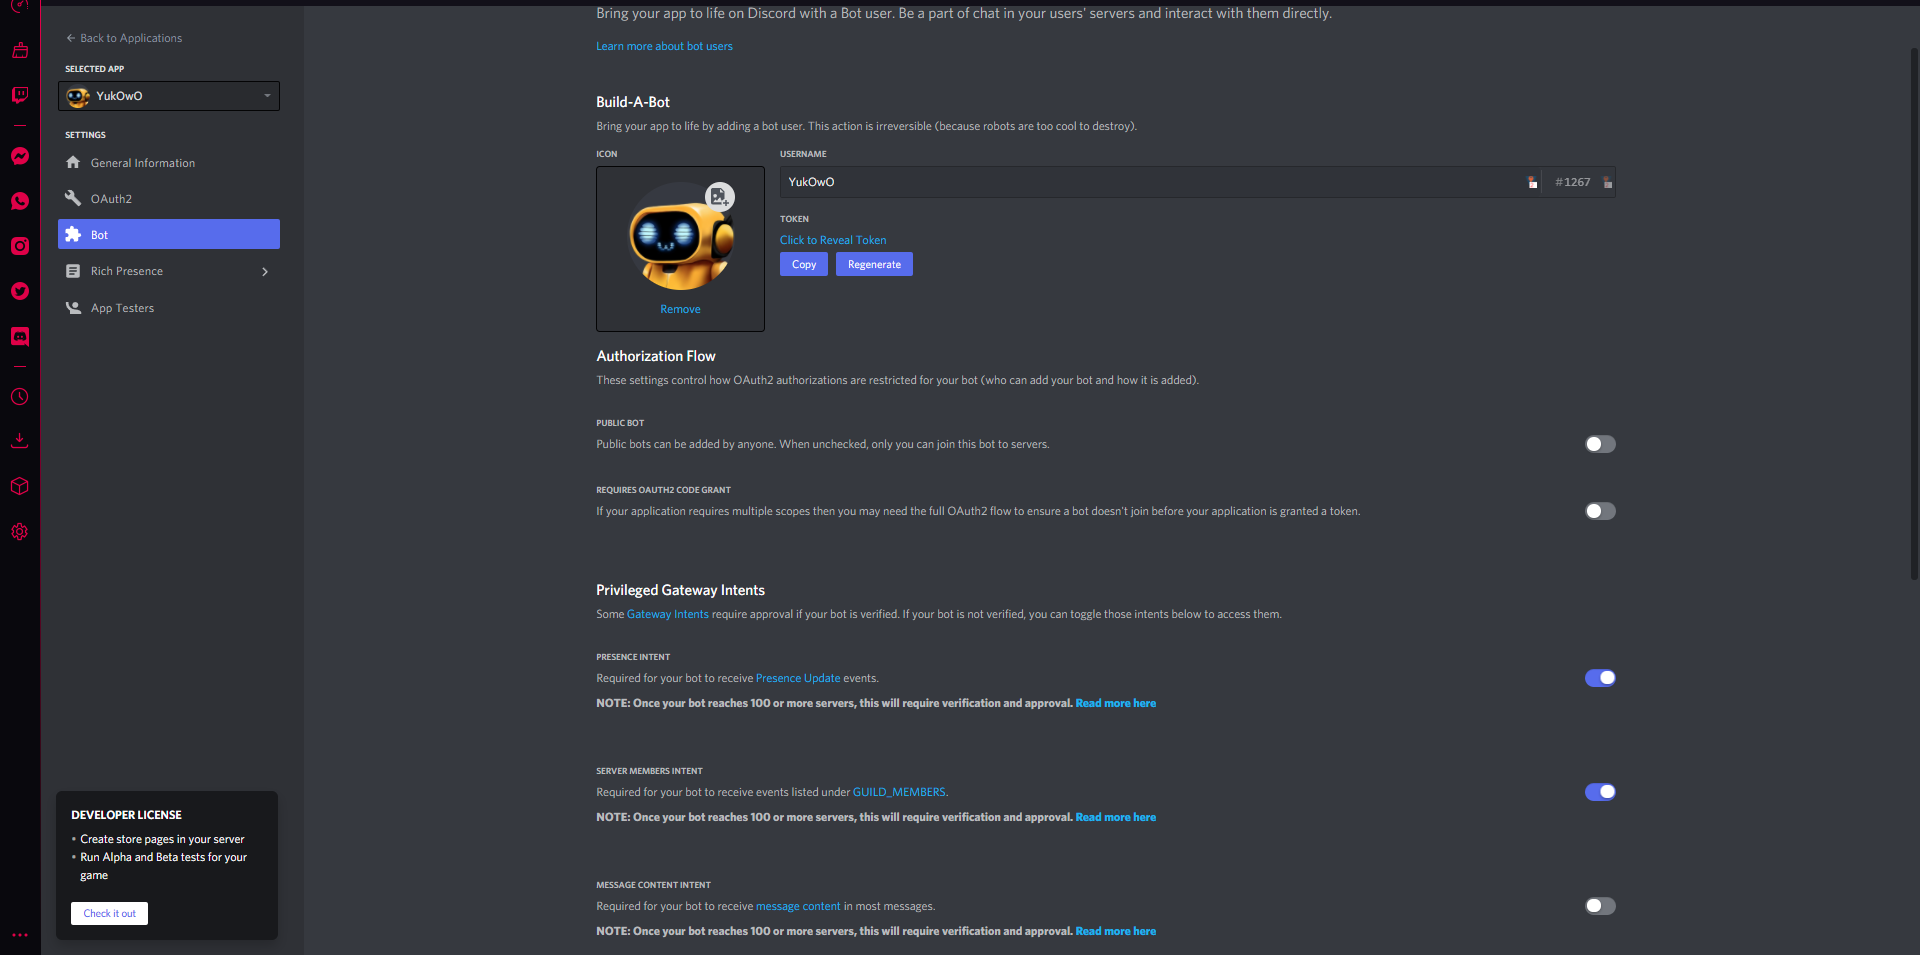 Bring your app to life on Discord with a Bot user. Be a part of chat in your users' servers and interact with them directly.
Back to Applications
Learn more about bot users
SELECTED APP
YukOwO
SETTINGS
General Information
OAuth2
Bot
Rich Presence
App Testers
Build-A-Bot
Bring your app to life by adding a bot user. This action is irreversible (because robots are too cool to destroy).
ICON
Remove
USERNAME
YukOwO
#1267
TOKEN
Click to Reveal Token
Copy
Regenerate
Authorization Flow
These settings control how OAuth2 authorizations are restricted for your bot (who can add your bot and how it is added).
PUBLIC BOT
Public bots can be added by anyone. When unchecked, only you can join this bot to servers.
REQUIRES OAUTH2 CODE GRANT
If your application requires multiple scopes then you may need the full OAuth2 flow to ensure a bot doesn't join before your application is granted a token.
Privileged Gateway Intents
Some Gateway Intents require approval if your bot is verified. If your bot is not verified, you can toggle those intents below to access them.
PRESENCE INTENT
Required for your bot to receive Presence Update events.
NOTE: Once your bot reaches 100 or more servers, this will require verification and approval. Read more here
SERVER MEMBERS INTENT
Required for your bot to receive events listed under GUILD_MEMBERS.
NOTE: Once your bot reaches 100 or more servers, this will require verification and approval. Read more here
MESSAGE CONTENT INTENT
Required for your bot to receive message content in most messages.
NOTE: Once your bot reaches 100 or more servers, this will require verification and approval. Read more here
DEVELOPER LICENSE
• Create store pages in your server
• Run Alpha and Beta tests for your
game
Check it out